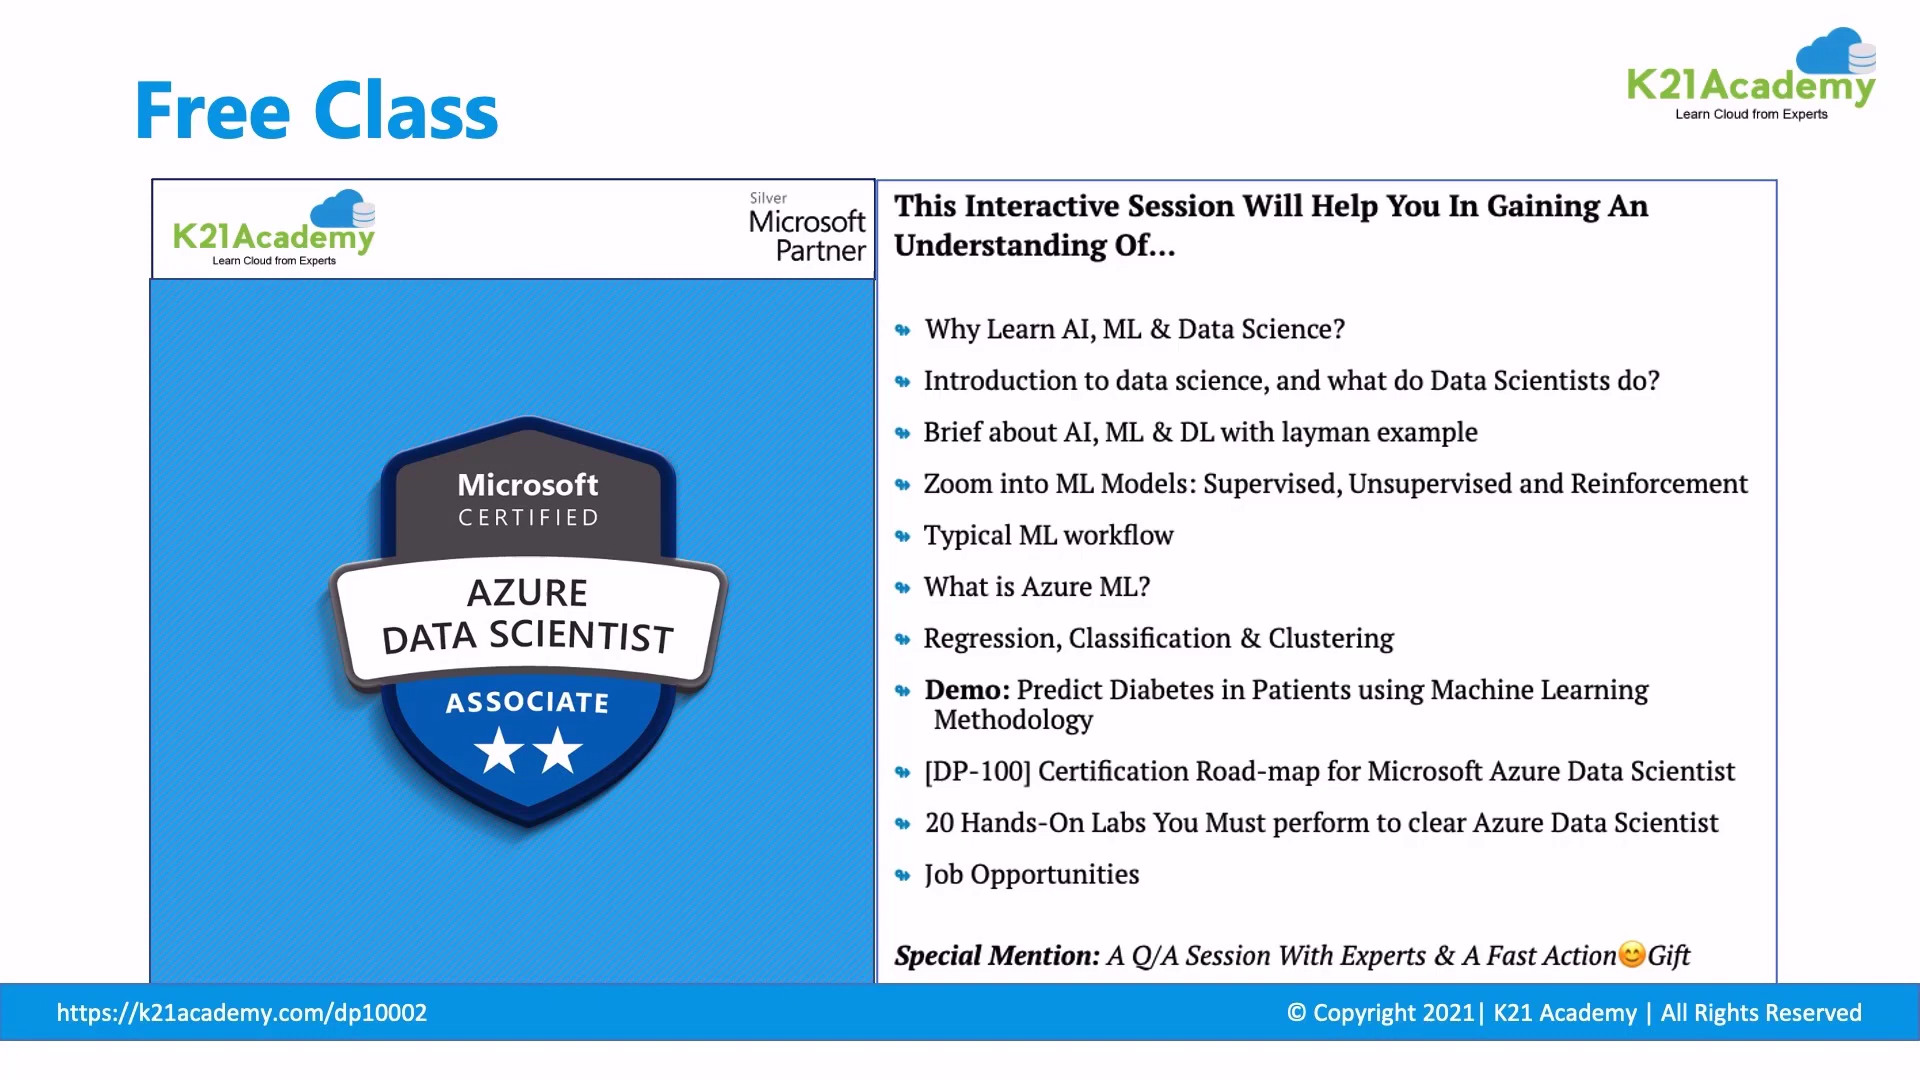 Free Class
K21Academy
Learn Cloud from Experts
K21Academy
Learn Cloud from Experts
Silver
Microsoft
Partner
Microsoft
CERTIFIED
AZURE
DATA SCIENTIST
ASSOCIATE
This Interactive Session Will Help You In Gaining An
Understanding Of...
Why Learn AI, ML & Data Science?
Introduction to data science, and what do Data Scientists do?
Brief about AI, ML & DL with layman example
Zoom into ML Models: Supervised, Unsupervised and Reinforcement
Typical ML workflow
What is Azure ML?
Regression, Classification & Clustering
Demo: Predict Diabetes in Patients using Machine Learning
Methodology
[DP-100] Certification Road-map for Microsoft Azure Data Scientist
20 Hands-On Labs You Must perform to clear Azure Data Scientist
Job Opportunities
Special Mention: A Q/A Session With Experts & A Fast Action😊Gift
https://k21academy.com/dp10002
© Copyright 2021| K21 Academy | All Rights Reserved